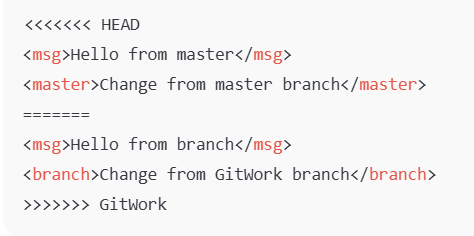 <<<<<<< HEAD
<msg>Hello from master</msg>
<master>Change from master branch</master>
=======
<msg>Hello from branch</msg>
<branch>Change from GitWork branch</branch>
>>>>>>> GitWork